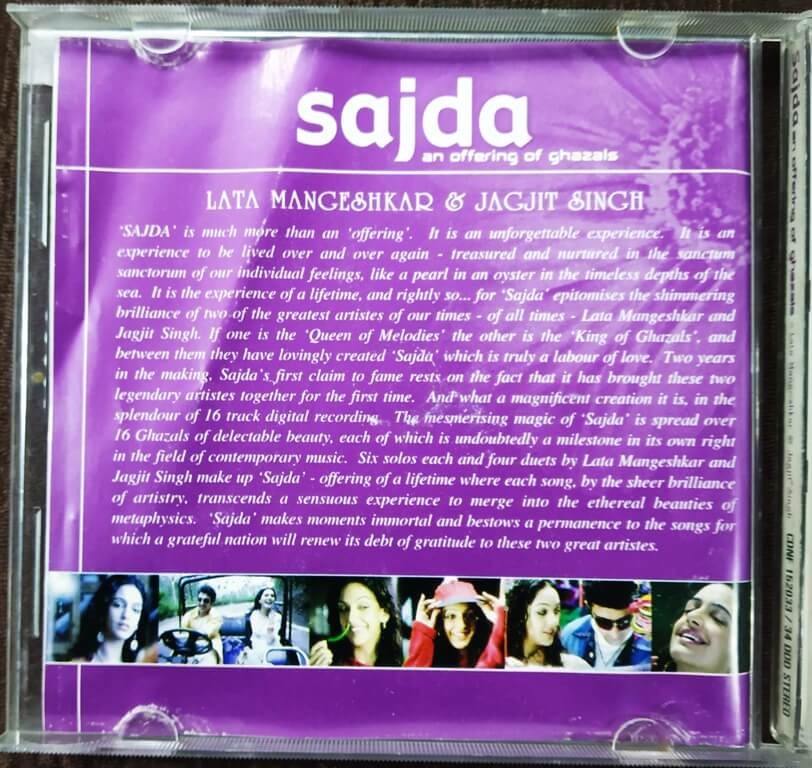 sajda
an offering of ghazals
LATA MANGESHKAR & JAGJIT SINGH
'SAJDA' is much more than an 'offering'. It is an unforgettable experience. It is an
experience to be lived over and over again - treasured and nurtured in the sanctum
sanctorum of our individual feelings, like a pearl in an oyster in the timeless depths of the
sea. It is the experience of a lifetime, and rightly so... for 'Sajda' epitomises the shimmering
brilliance of two of the greatest artistes of our times - of all times - Lata Mangeshkar and
Jagjit Singh. If one is the 'Queen of Melodies' the other is the 'King of Ghazals', and
between them they have lovingly created 'Sajda' which is truly a labour of love. Two years
in the making, Sajda's first claim to fame rests on the fact that it has brought these two
legendary artistes together for the first time. And what a magnificent creation it is, in the
splendour of 16 track digital recording. The mesmerising magic of 'Sajda' is spread over
16 Ghazals of delectable beauty, each of which is undoubtedly a milestone in its own right
in the field of contemporary music. Six solos each and four duets by Lata Mangeshkar and
Jagjit Singh make up 'Sajda' - offering of a lifetime where each song, by the sheer brilliance
of artistry, transcends a sensuous experience to merge into the ethereal beauties of
metaphysics. 'Sajda' makes moments immortal and bestows a permanence to the songs for
which a grateful nation will renew its debt of gratitude to these two great artistes.
sajda an offering of ghazals - Lata Mangeshkar & Jagjit Singh CDNF 152033 / 34 DDD STEREO